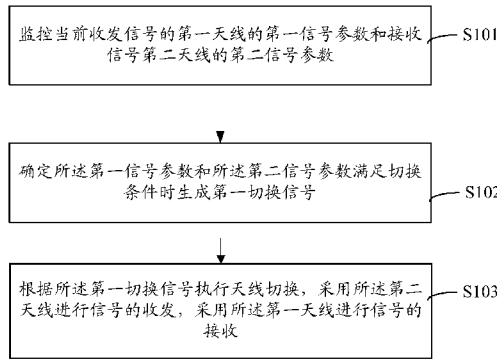 监控当前收发信号的第一天线的第一信号参数和接收
信号第二天线的第二信号参数
S101
确定所述第一信号参数和所述第二信号参数满足切换
条件时生成第一切换信号
S102
根据所述第一切换信号执行天线切换，采用所述第二
天线进行信号的收发，采用所述第一天线进行信号的
接收
S103